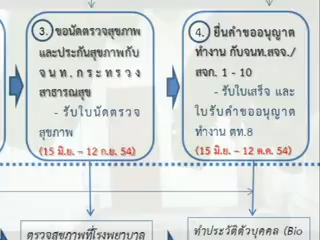 3. ขอนัดตรวจสุขภาพ
และประกันสุขภาพกับ
จนท.กระทรวง
สาธารณสุข
- รับใบนัดตรวจ
สุขภาพ
(15 มิ.ย. – 12 ก.ย. 54)
4. ยื่นคำขออนุญาต
ทำงาน กับจนท.สจจ./
สจก. 1 - 10
- รับใบเสร็จ และ
ใบรับคำขออนุญาต
ทำงาน ตท.8
(15 มิ.ย. – 12 ต.ค. 54)
ตรวจสุขภาพที่โรงพยาบาล
ทำประวัติตัวบุคคล (Bio